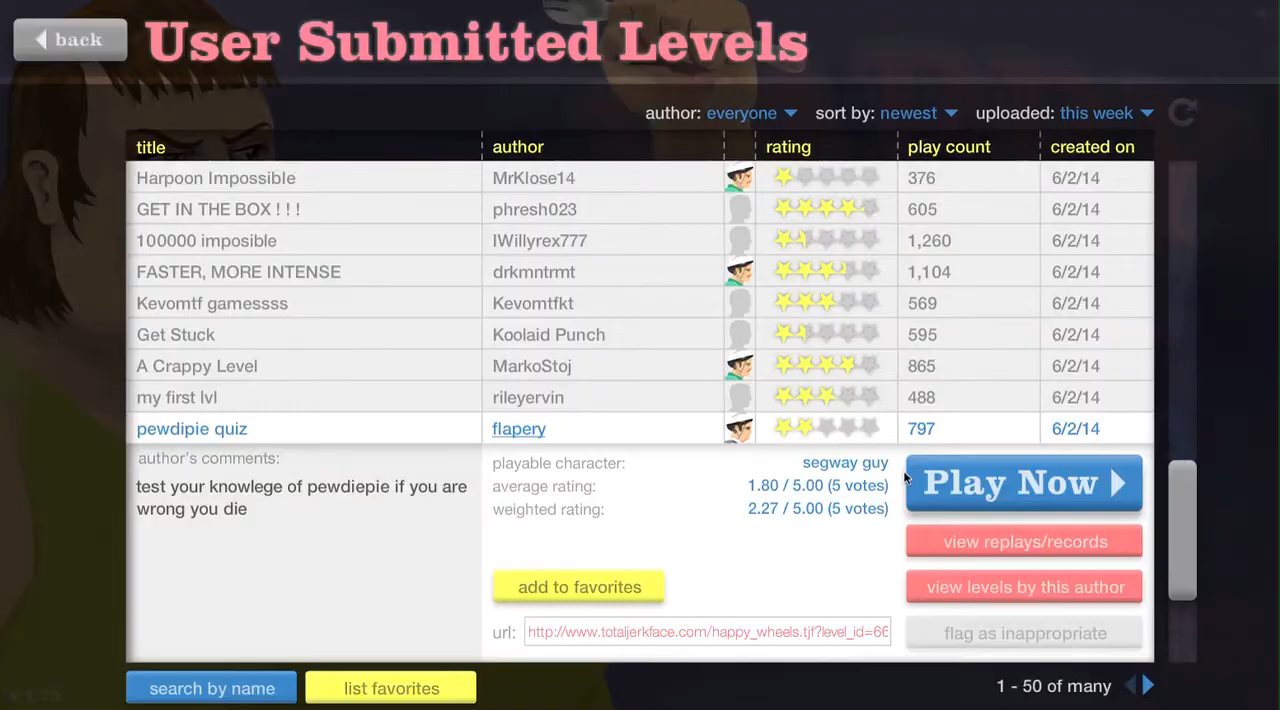 back
User Submitted Levels
author: everyone sort by: newest uploaded: this week
title author rating play count created on
Harpoon Impossible MrKlose14 376 6/2/14
GET IN THE BOX ! ! ! phresh023 605 6/2/14
100000 imposible IWillyrex777 1,260 6/2/14
FASTER, MORE INTENSE drkmntrmt 1,104 6/2/14
Kevomtf gamessss Kevomtfkt 569 6/2/14
Get Stuck Koolaid Punch 595 6/2/14
A Crappy Level MarkoStoj 865 6/2/14
my first lvl rileyervin 488 6/2/14
pewdipie quiz flapery 797 6/2/14
author's comments:
test your knowlege of pewdiepie if you are
wrong you die
playable character: segway guy
average rating: 1.80 / 5.00 (5 votes)
weighted rating: 2.27 / 5.00 (5 votes)
Play Now
view replays/records
add to favorites
view levels by this author
url: http://www.totaljerkface.com/happy_wheels.tjf?level_id=66
flag as inappropriate
search by name
list favorites
1 - 50 of many